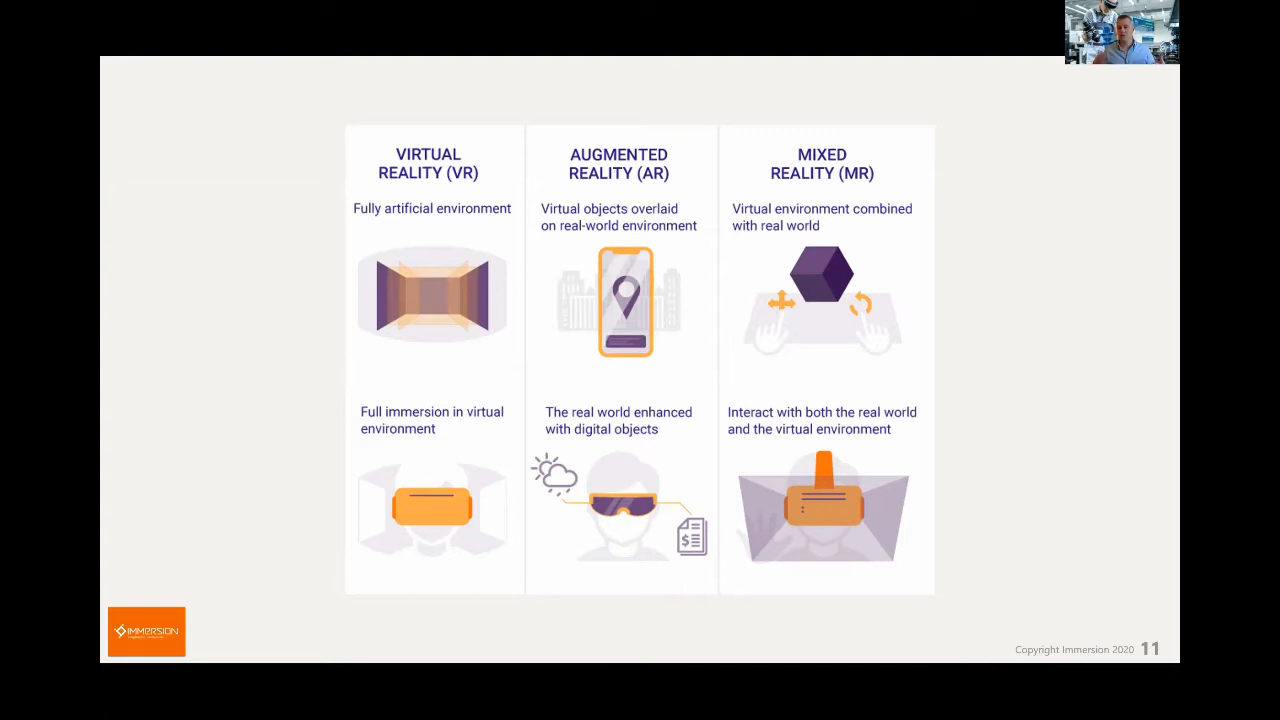 VIRTUAL
REALITY (VR)
Fully artificial environment
Full immersion in virtual
environment
AUGMENTED
REALITY (AR)
Virtual objects overlaid
on real-world environment
The real world enhanced
with digital objects
$
MIXED
REALITY (MR)
Virtual environment combined
with real world
Interact with both the real world
and the virtual environment
IMMERSION
Copyright Immersion 2020 11